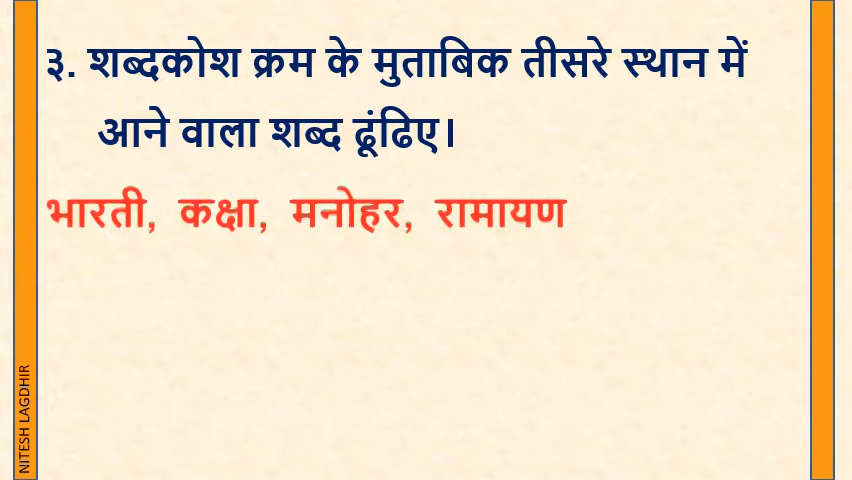 ३. शब्दकोश क्रम के मुताबिक तीसरे स्थान में
आने वाला शब्द ढूंढिए।
भारती, कक्षा, मनोहर, रामायण
NITESH LAGDHIR